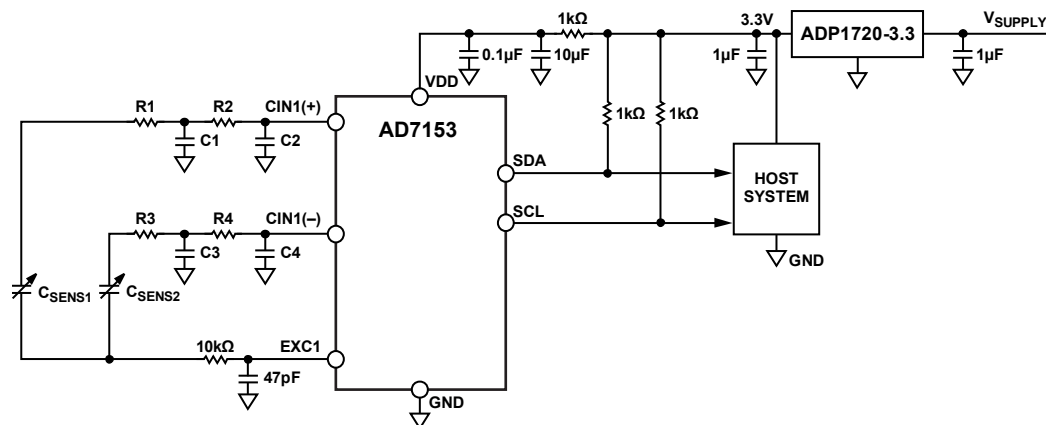 1kΩ
3.3V
ADP1720-3.3
VSUPPLY
0.1µF
10µF
1µF
1µF
VDD
1kΩ
1kΩ
R1
R2
CIN1(+)
C1
C2
AD7153
SDA
SCL
HOST
SYSTEM
GND
R3
R4
CIN1(–)
C3
C4
CSENS1
CSENS2
10kΩ
EXC1
47pF
GND